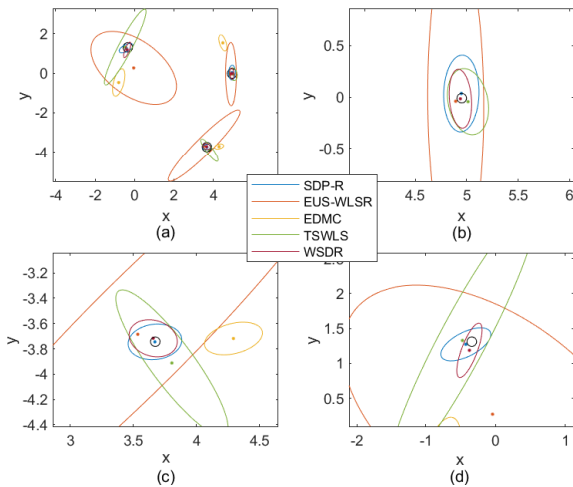 2
0
-2
-4
y
-4 -2 0 2 4 6
x
(a)
0.5
0
-0.5
y
4.5 5 5.5 6
x
(b)
SDP-R
EUS-WLSR
EDMC
TSWLS
WSDR
-3.2
-3.4
-3.6
-3.8
-4
-4.2
-4.4
y
3 3.5 4 4.5
x
(c)
2
1.5
1
0.5
y
-2 -1 0 1
x
(d)